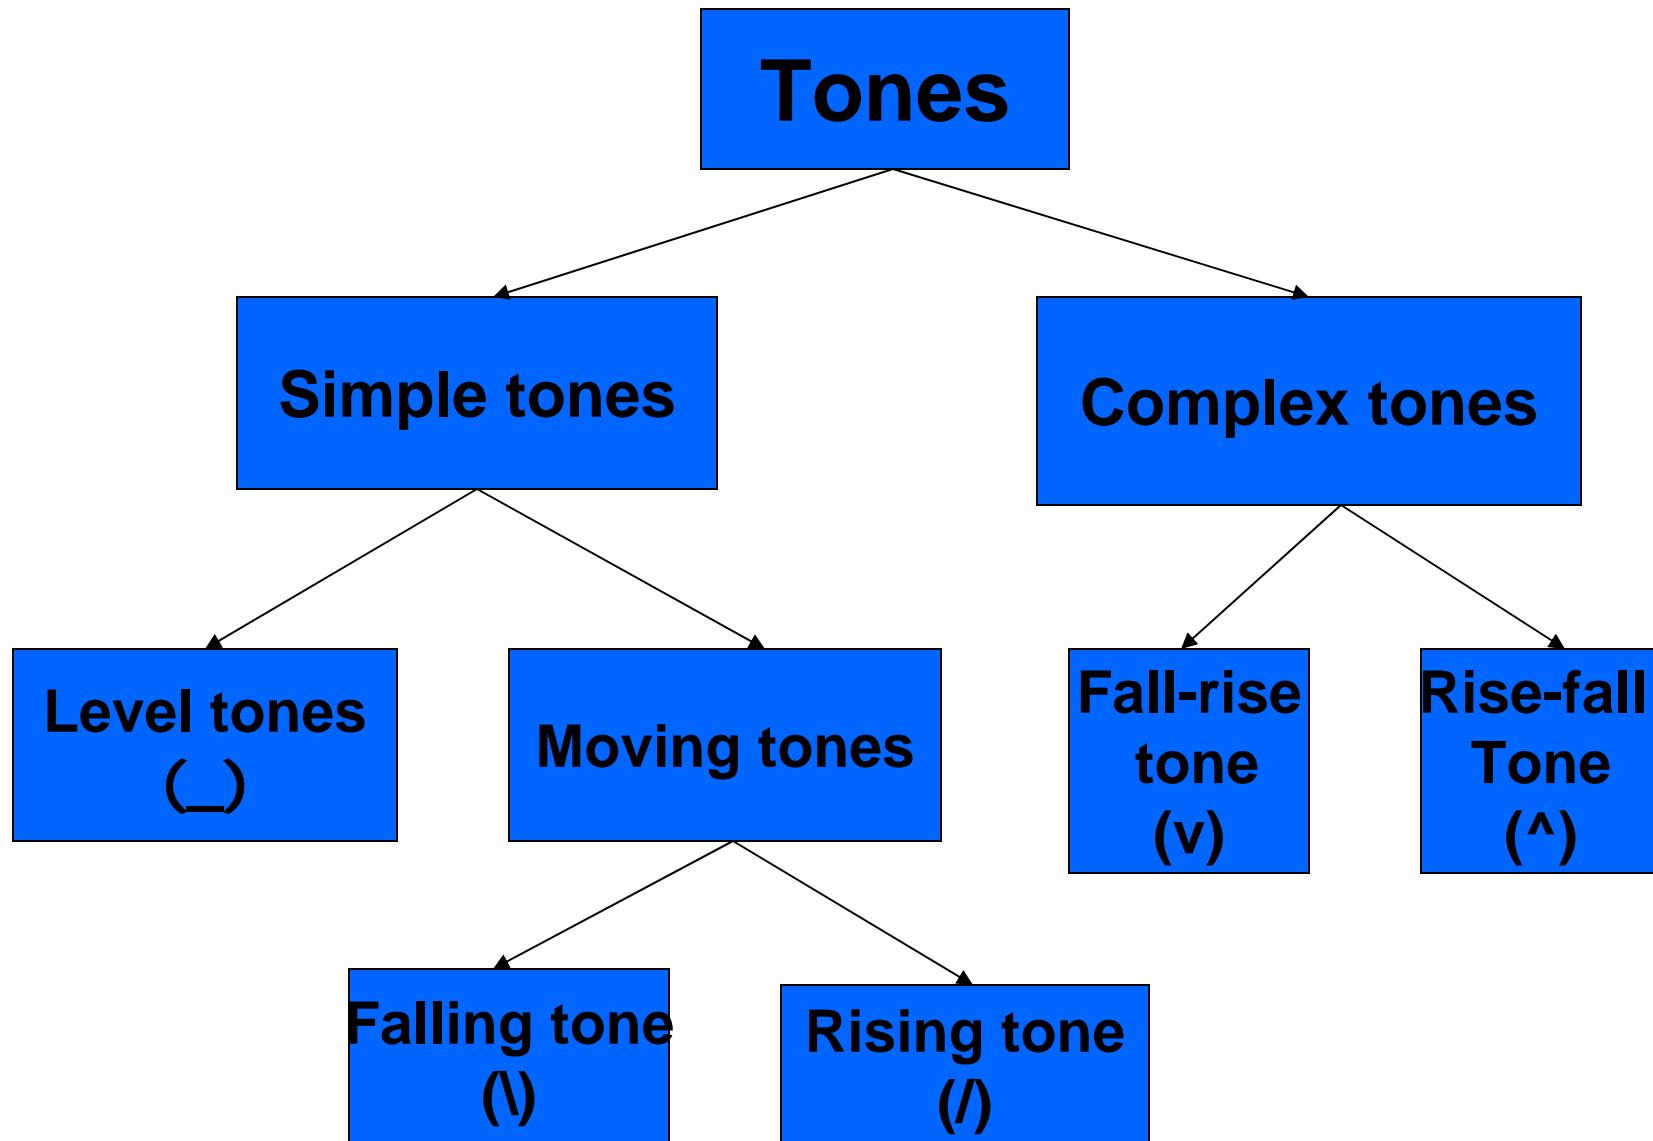 Tones
Simple tones
Complex tones
Level tones
(_)
Moving tones
Fall-rise
tone
(v)
Rise-fall
Tone
(^)
Falling tone
(\)
Rising tone
(/)